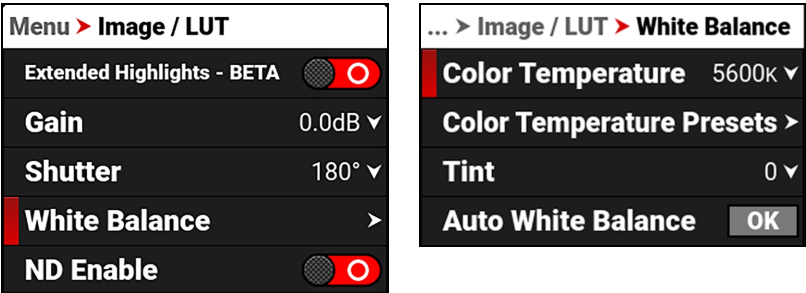 Menu > Image / LUT
Extended Highlights - BETA
Gain 0.0dB
Shutter 180°
White Balance >
ND Enable
... > Image / LUT > White Balance
Color Temperature 5600K
Color Temperature Presets >
Tint 0
Auto White Balance OK